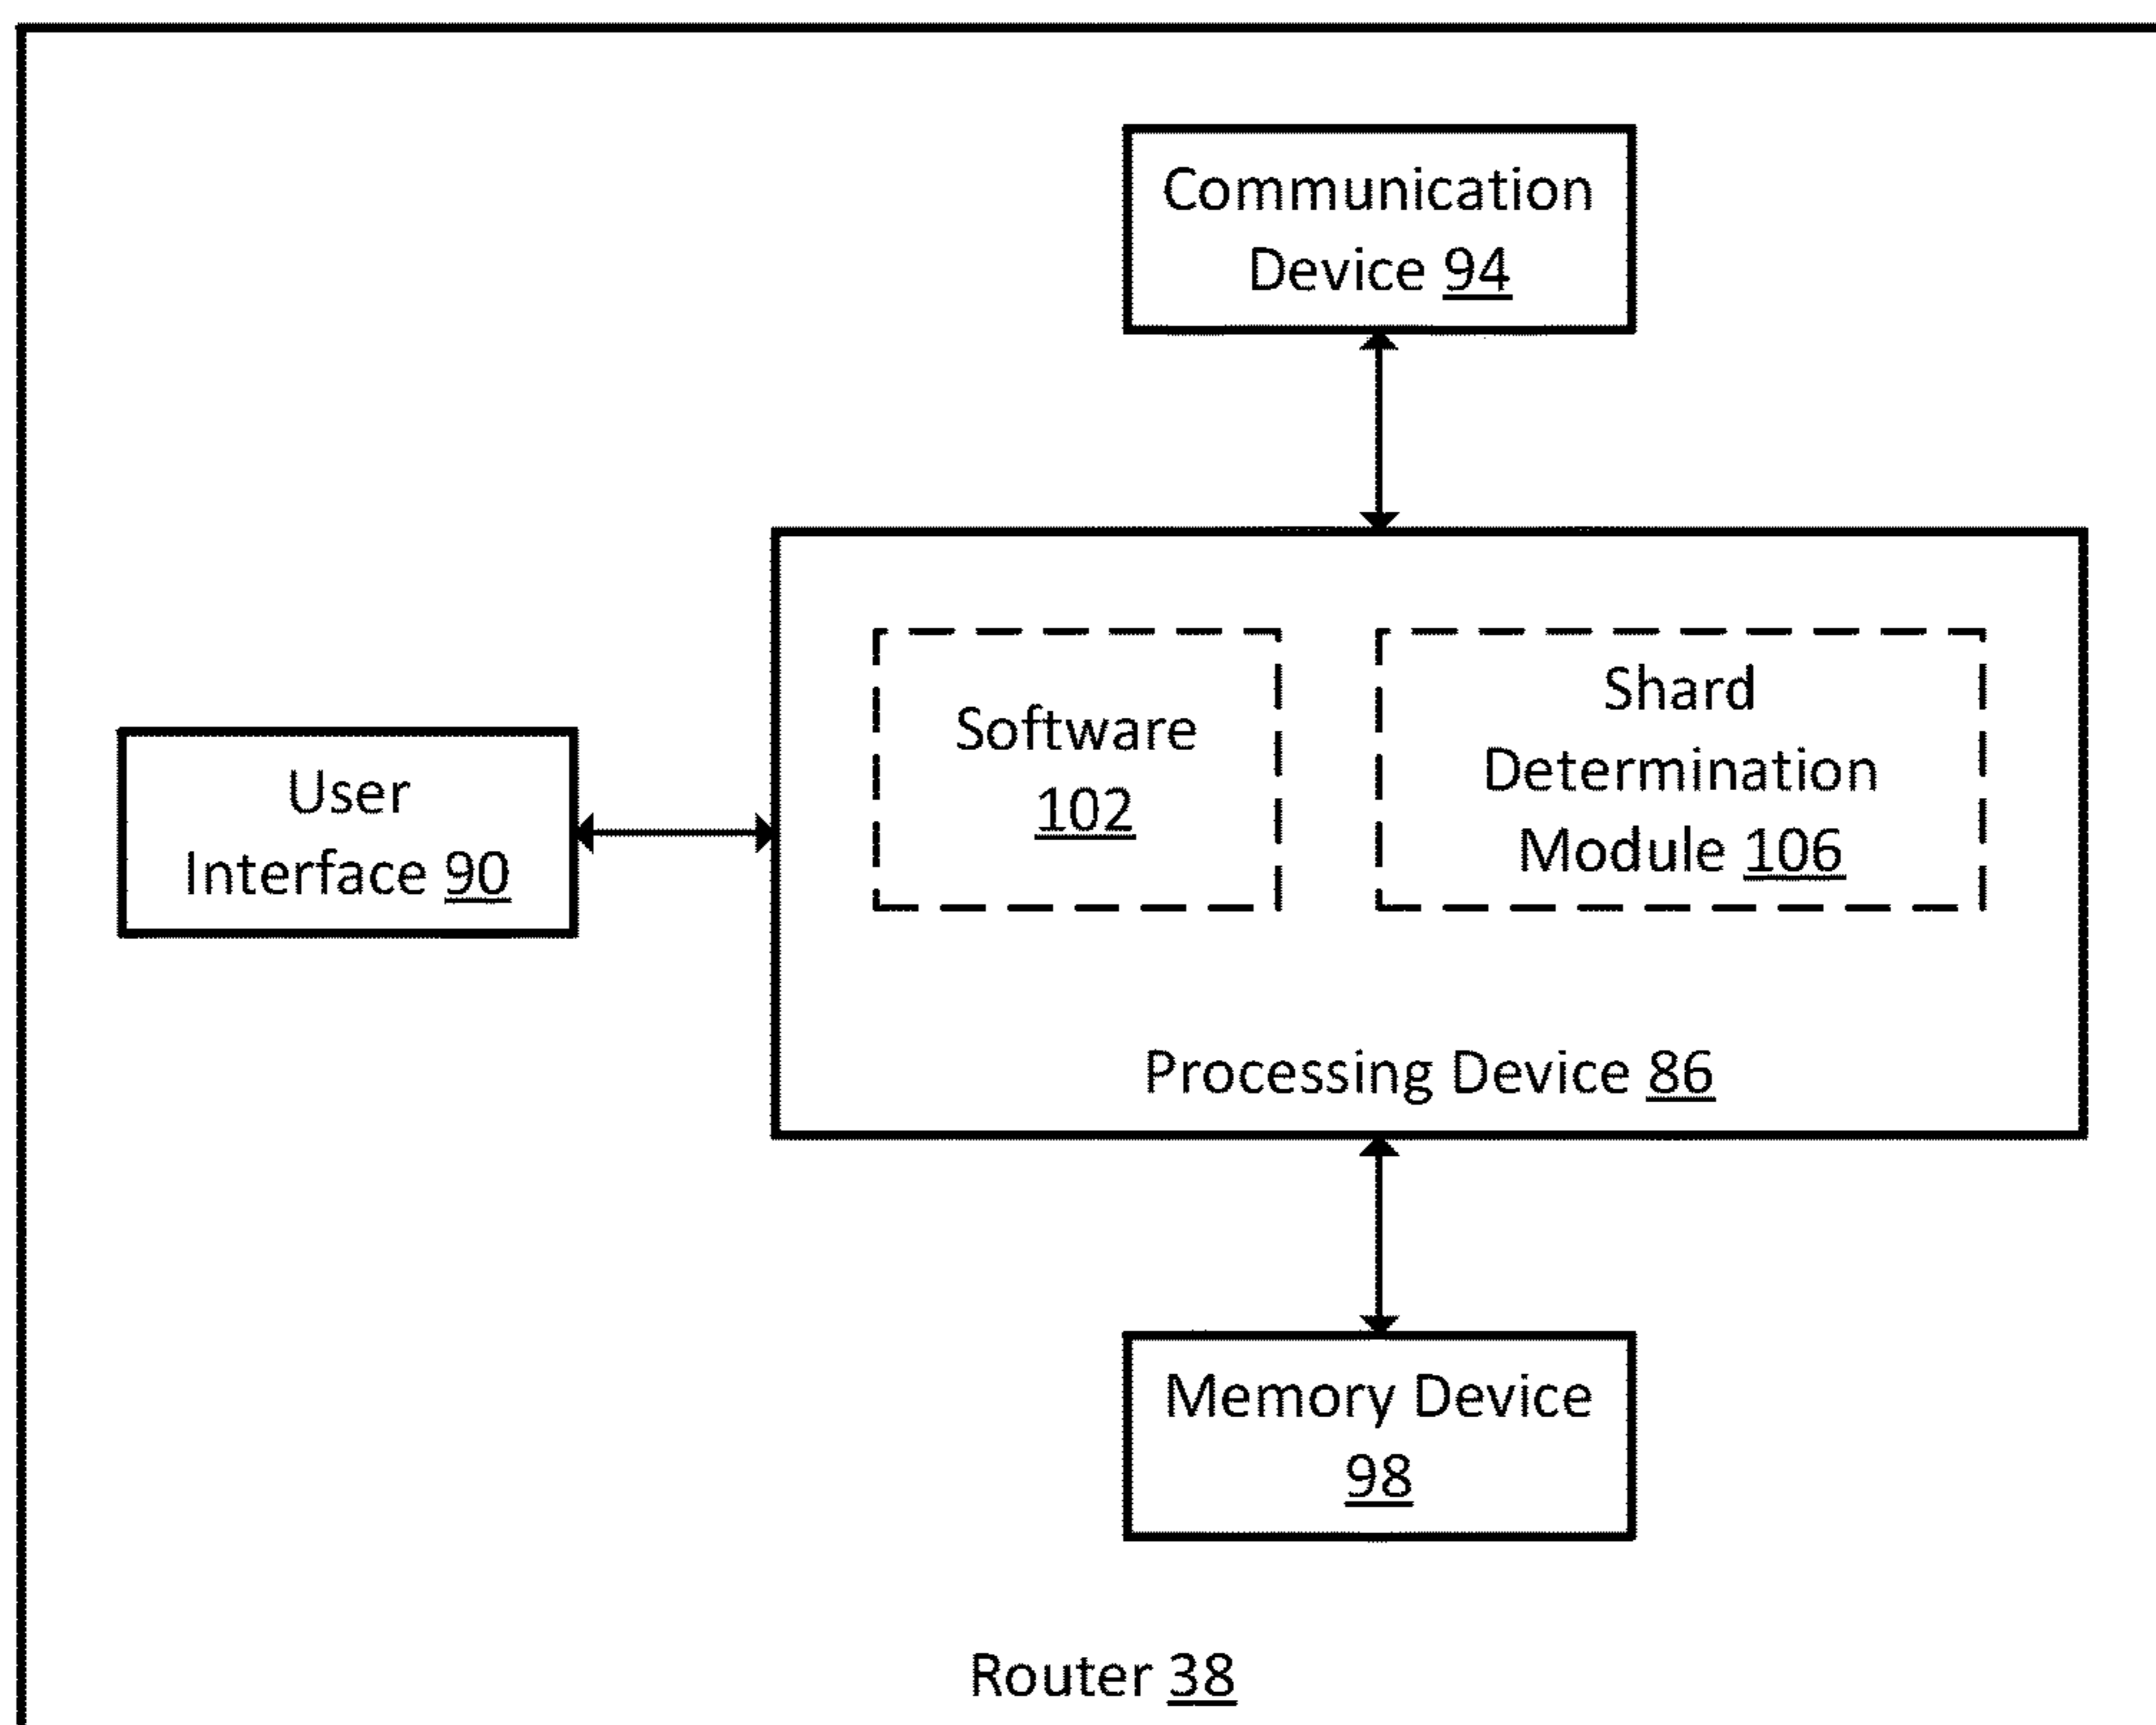 Communication
Device 94
Software
102
Shard
Determination
Module 106
User
Interface 90
Processing Device 86
Memory Device
98
Router 38